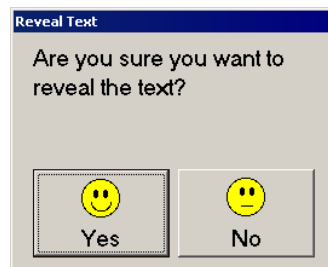 Reveal Text
Are you sure you want to
reveal the text?
Yes
No